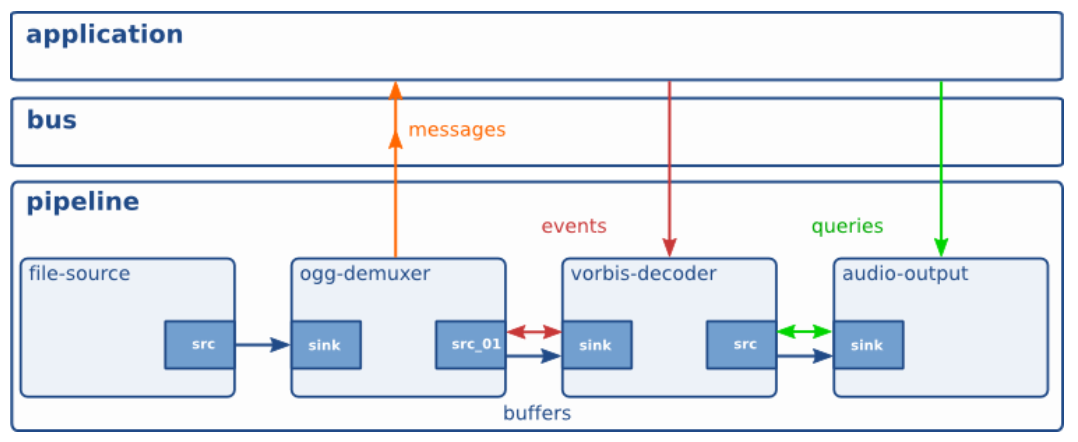 application
bus
messages
pipeline
events
queries
file-source
ogg-demuxer
vorbis-decoder
audio-output
src
sink
src_01
sink
src
sink
buffers